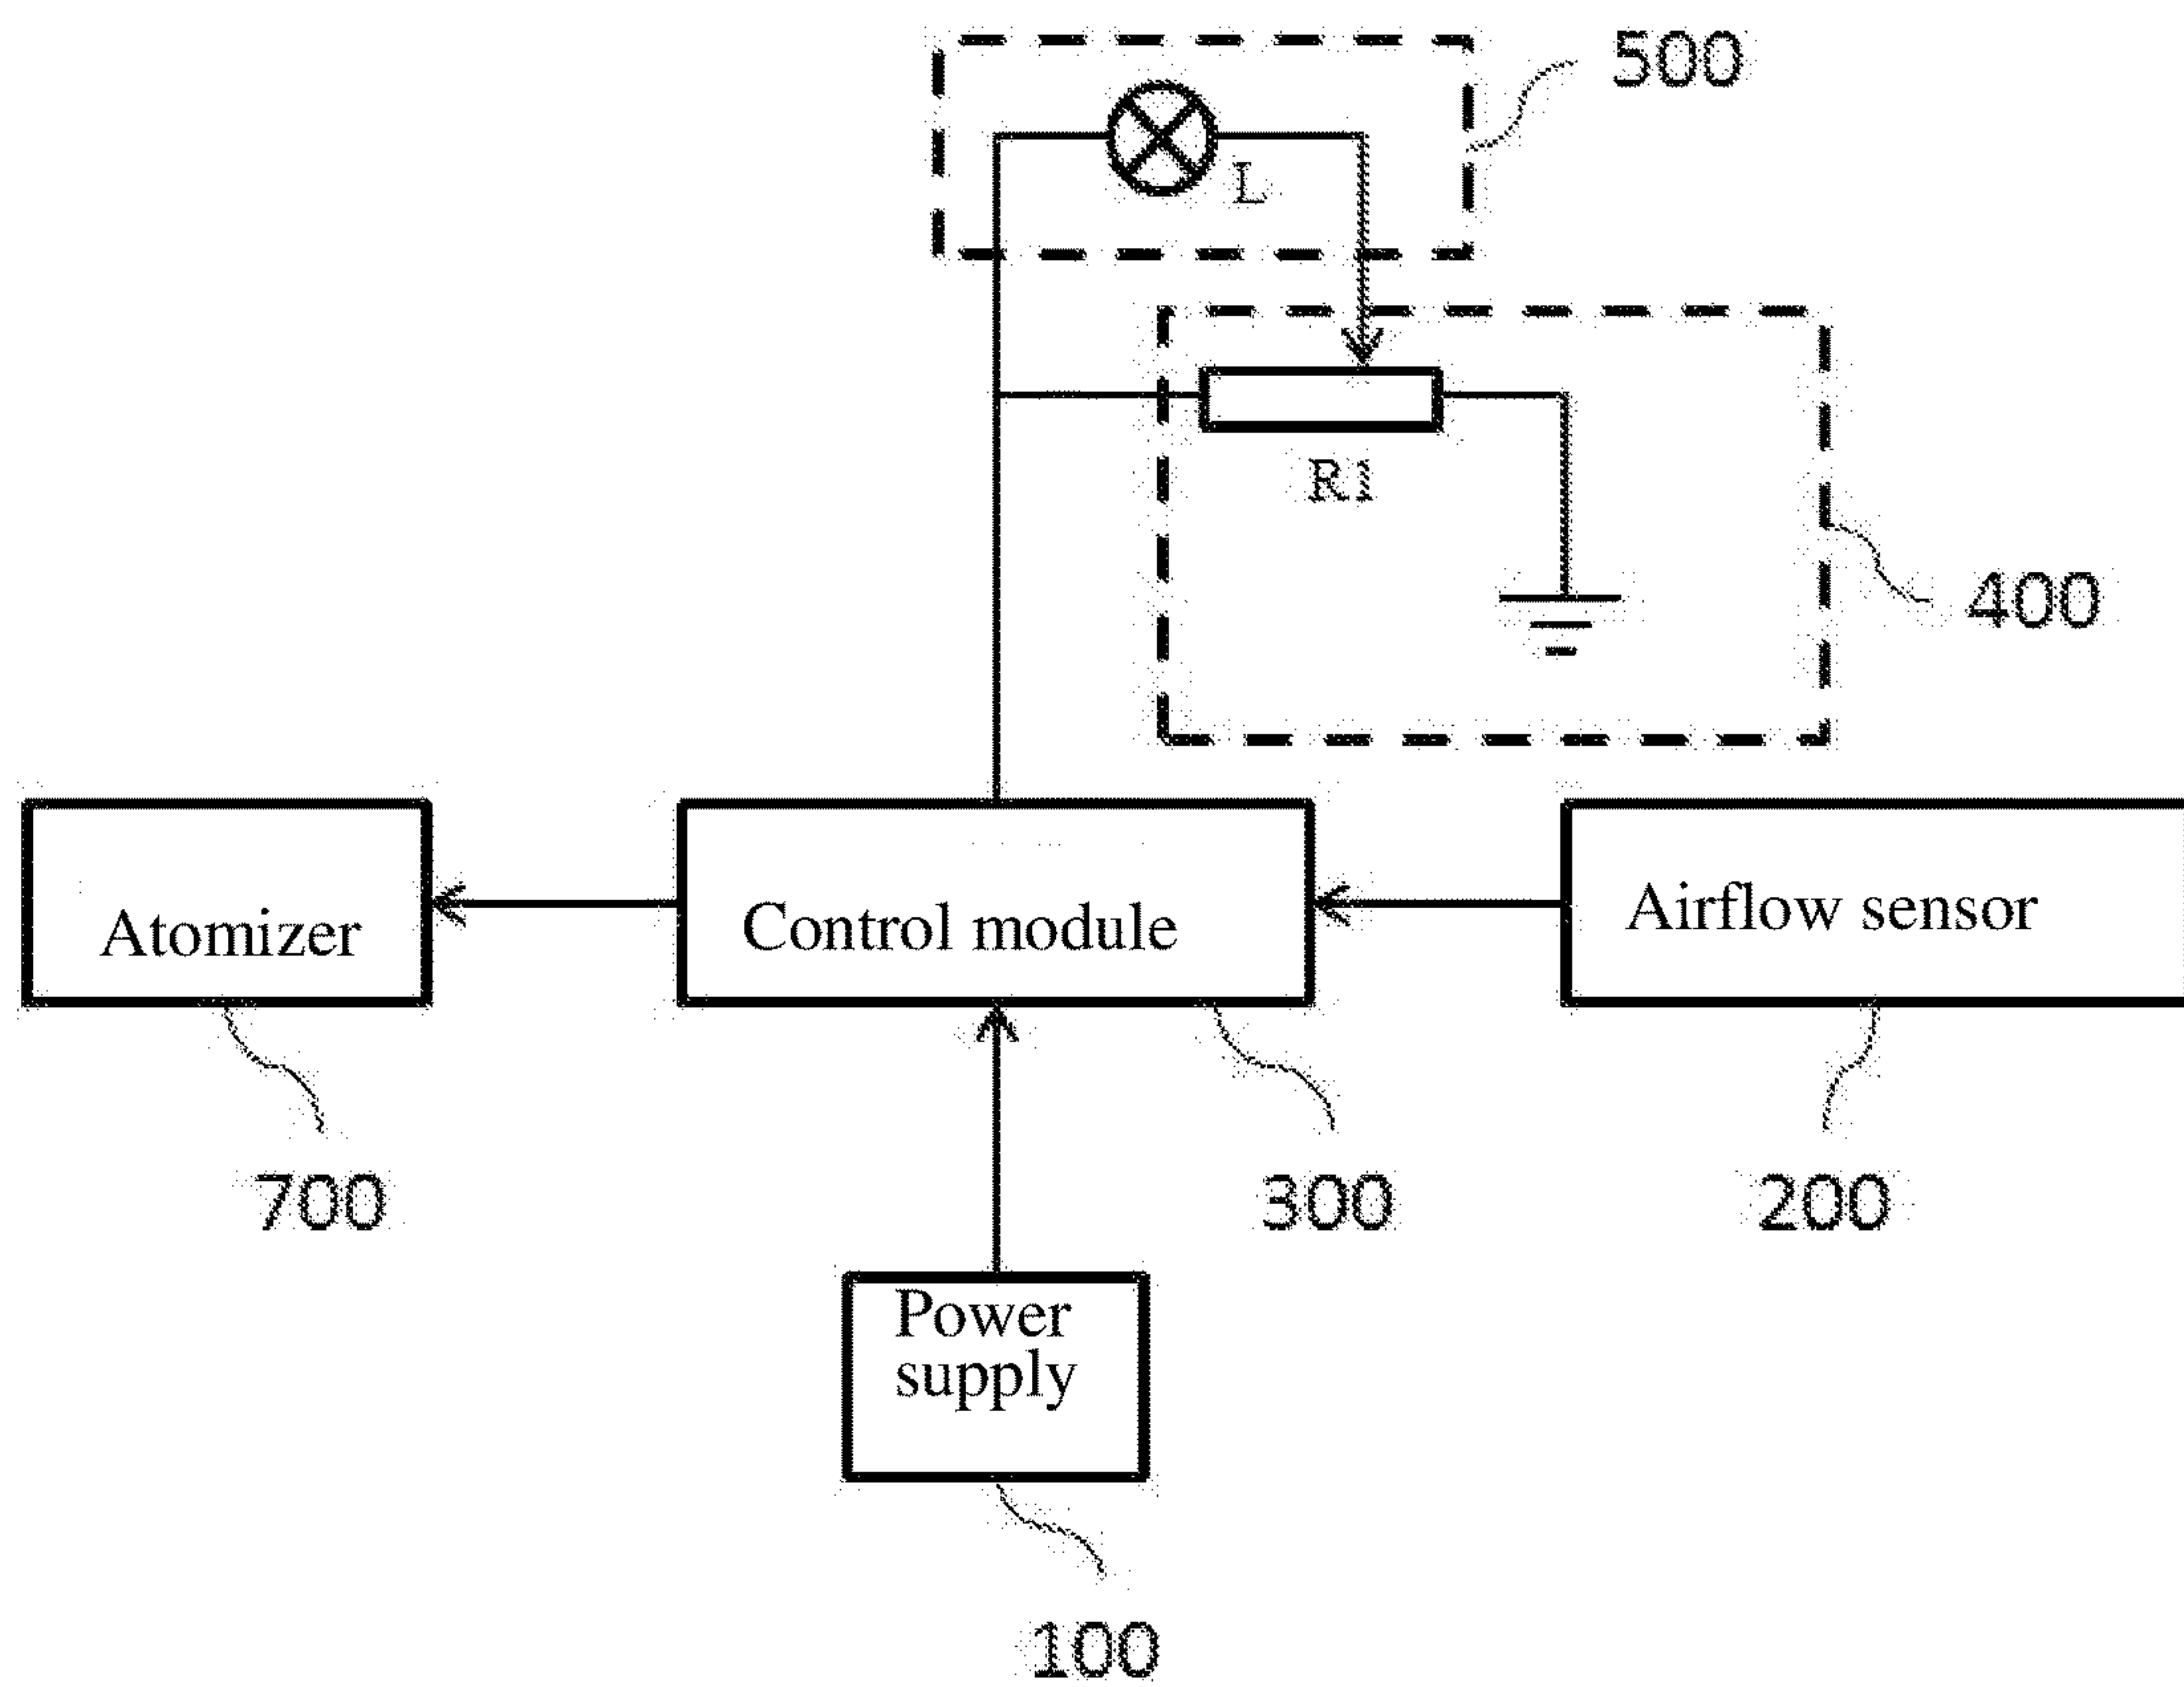 500
L
R1
400
Atomizer
Control module
Airflow sensor
700
300
200
Power
supply
100